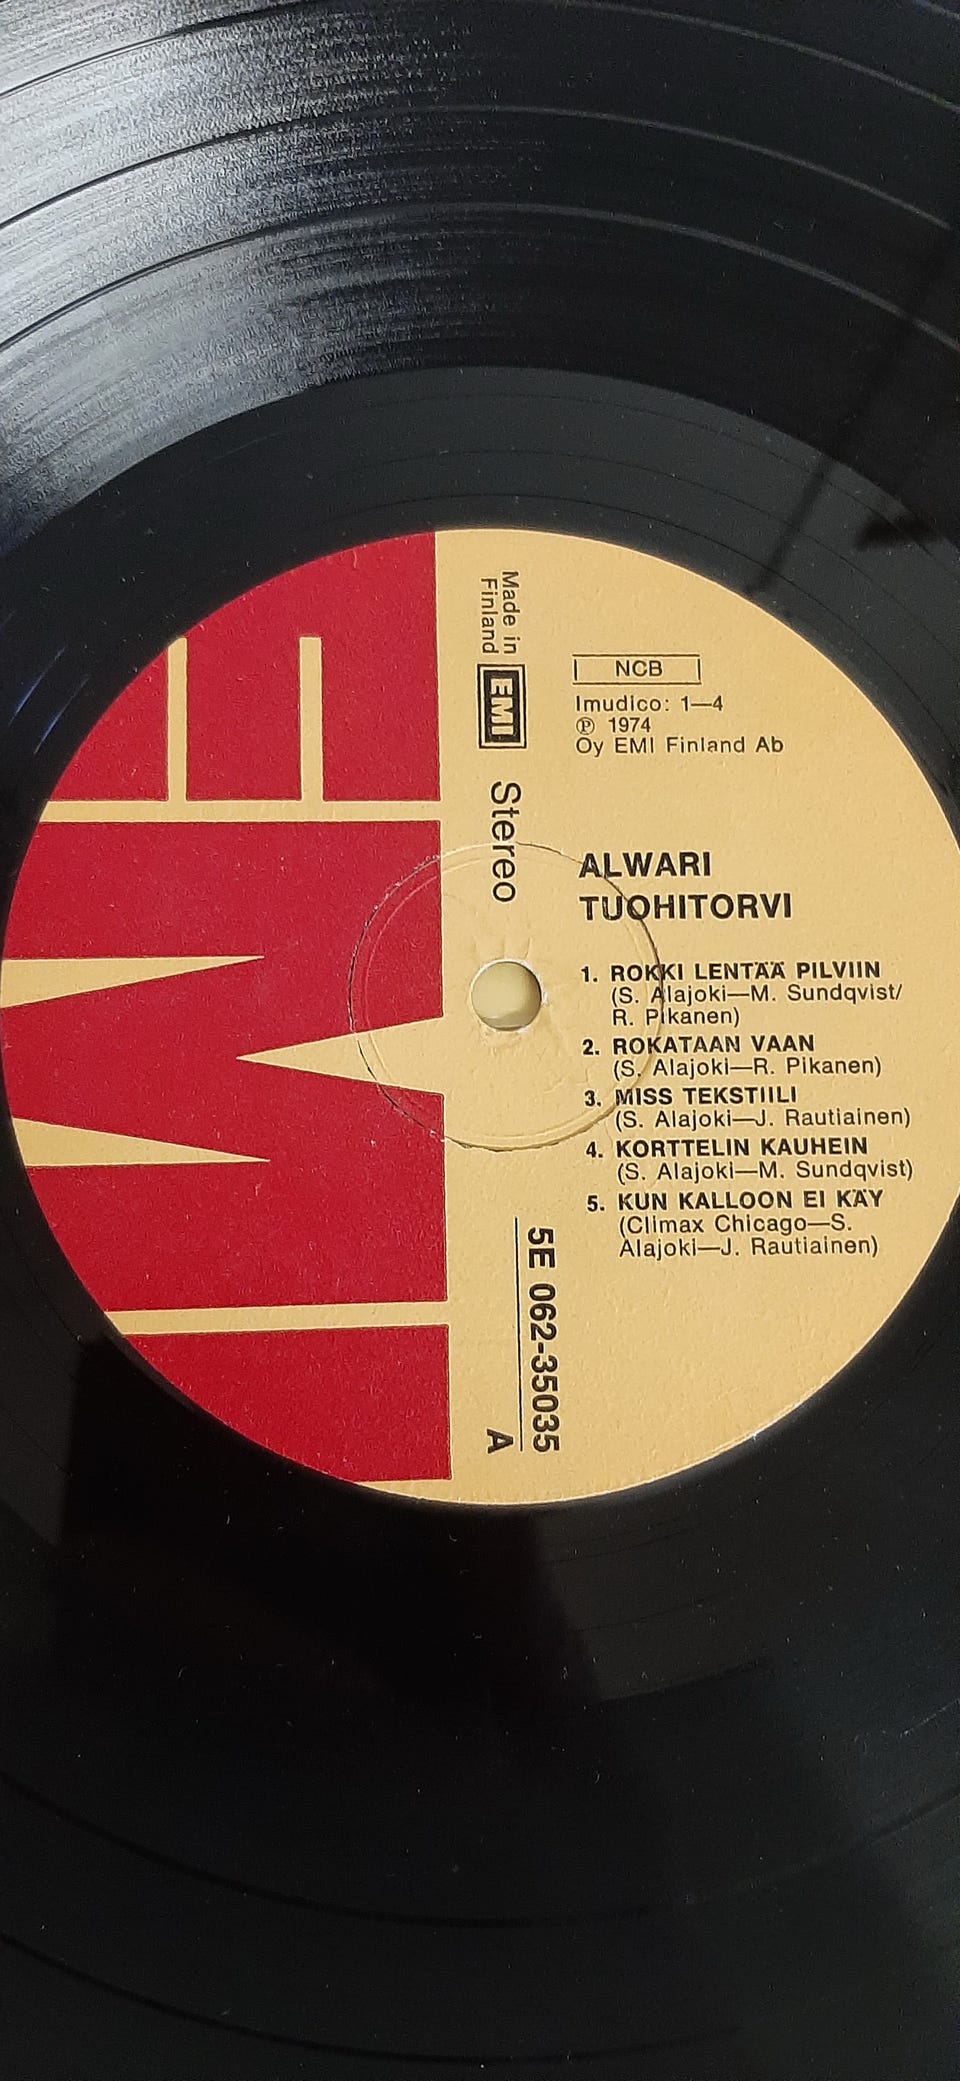 Made in
Finland
EMI
Stereo
NCB
Imudico: 1—4
℗ 1974
Oy EMI Finland Ab
ALWARI
TUOHITORVI
1. ROKKI LENTÄÄ PILVIIN
(S. Alajoki—M. Sundqvist/
R. Pikanen)
2. ROKATAAN VAAN
(S. Alajoki—R. Pikanen)
3. MISS TEKSTIILI
(S. Alajoki—J. Rautiainen)
4. KORTTELIN KAUHEIN
(S. Alajoki—M. Sundqvist)
5. KUN KALLOON EI KÄY
(Climax Chicago—S.
Alajoki—J. Rautiainen)
5E 062-35035
A
EMI